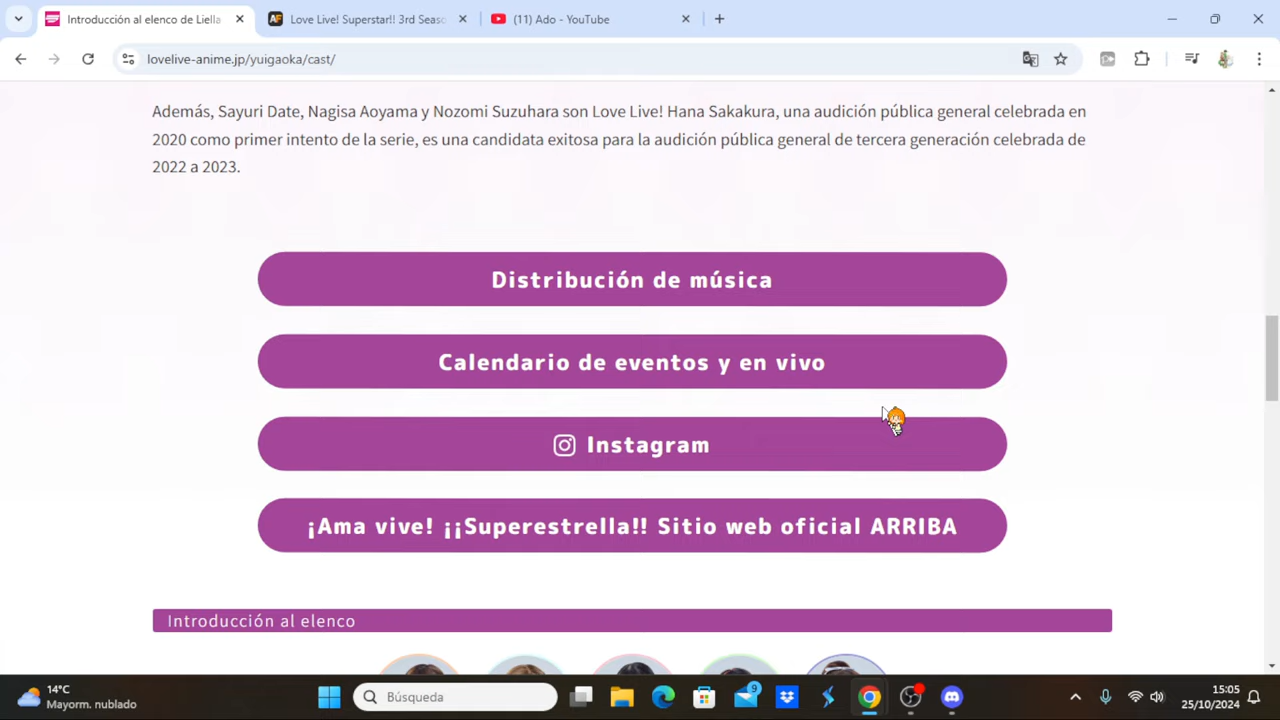 Introducción al elenco de Liella
Love Live! Superstar!! 3rd Seaso
(11) Ado - YouTube
lovelive-anime.jp/yuigaoka/cast/
Además, Sayuri Date, Nagisa Aoyama y Nozomi Suzuhara son Love Live! Hana Sakakura, una audición pública general celebrada en
2020 como primer intento de la serie, es una candidata exitosa para la audición pública general de tercera generación celebrada de
2022 a 2023.
Distribución de música
Calendario de eventos y en vivo
Instagram
¡Ama vive! ¡¡Superestrella!! Sitio web oficial ARRIBA
Introducción al elenco
14°C
Mayorm. nublado
Búsqueda
9
15:05
25/10/2024